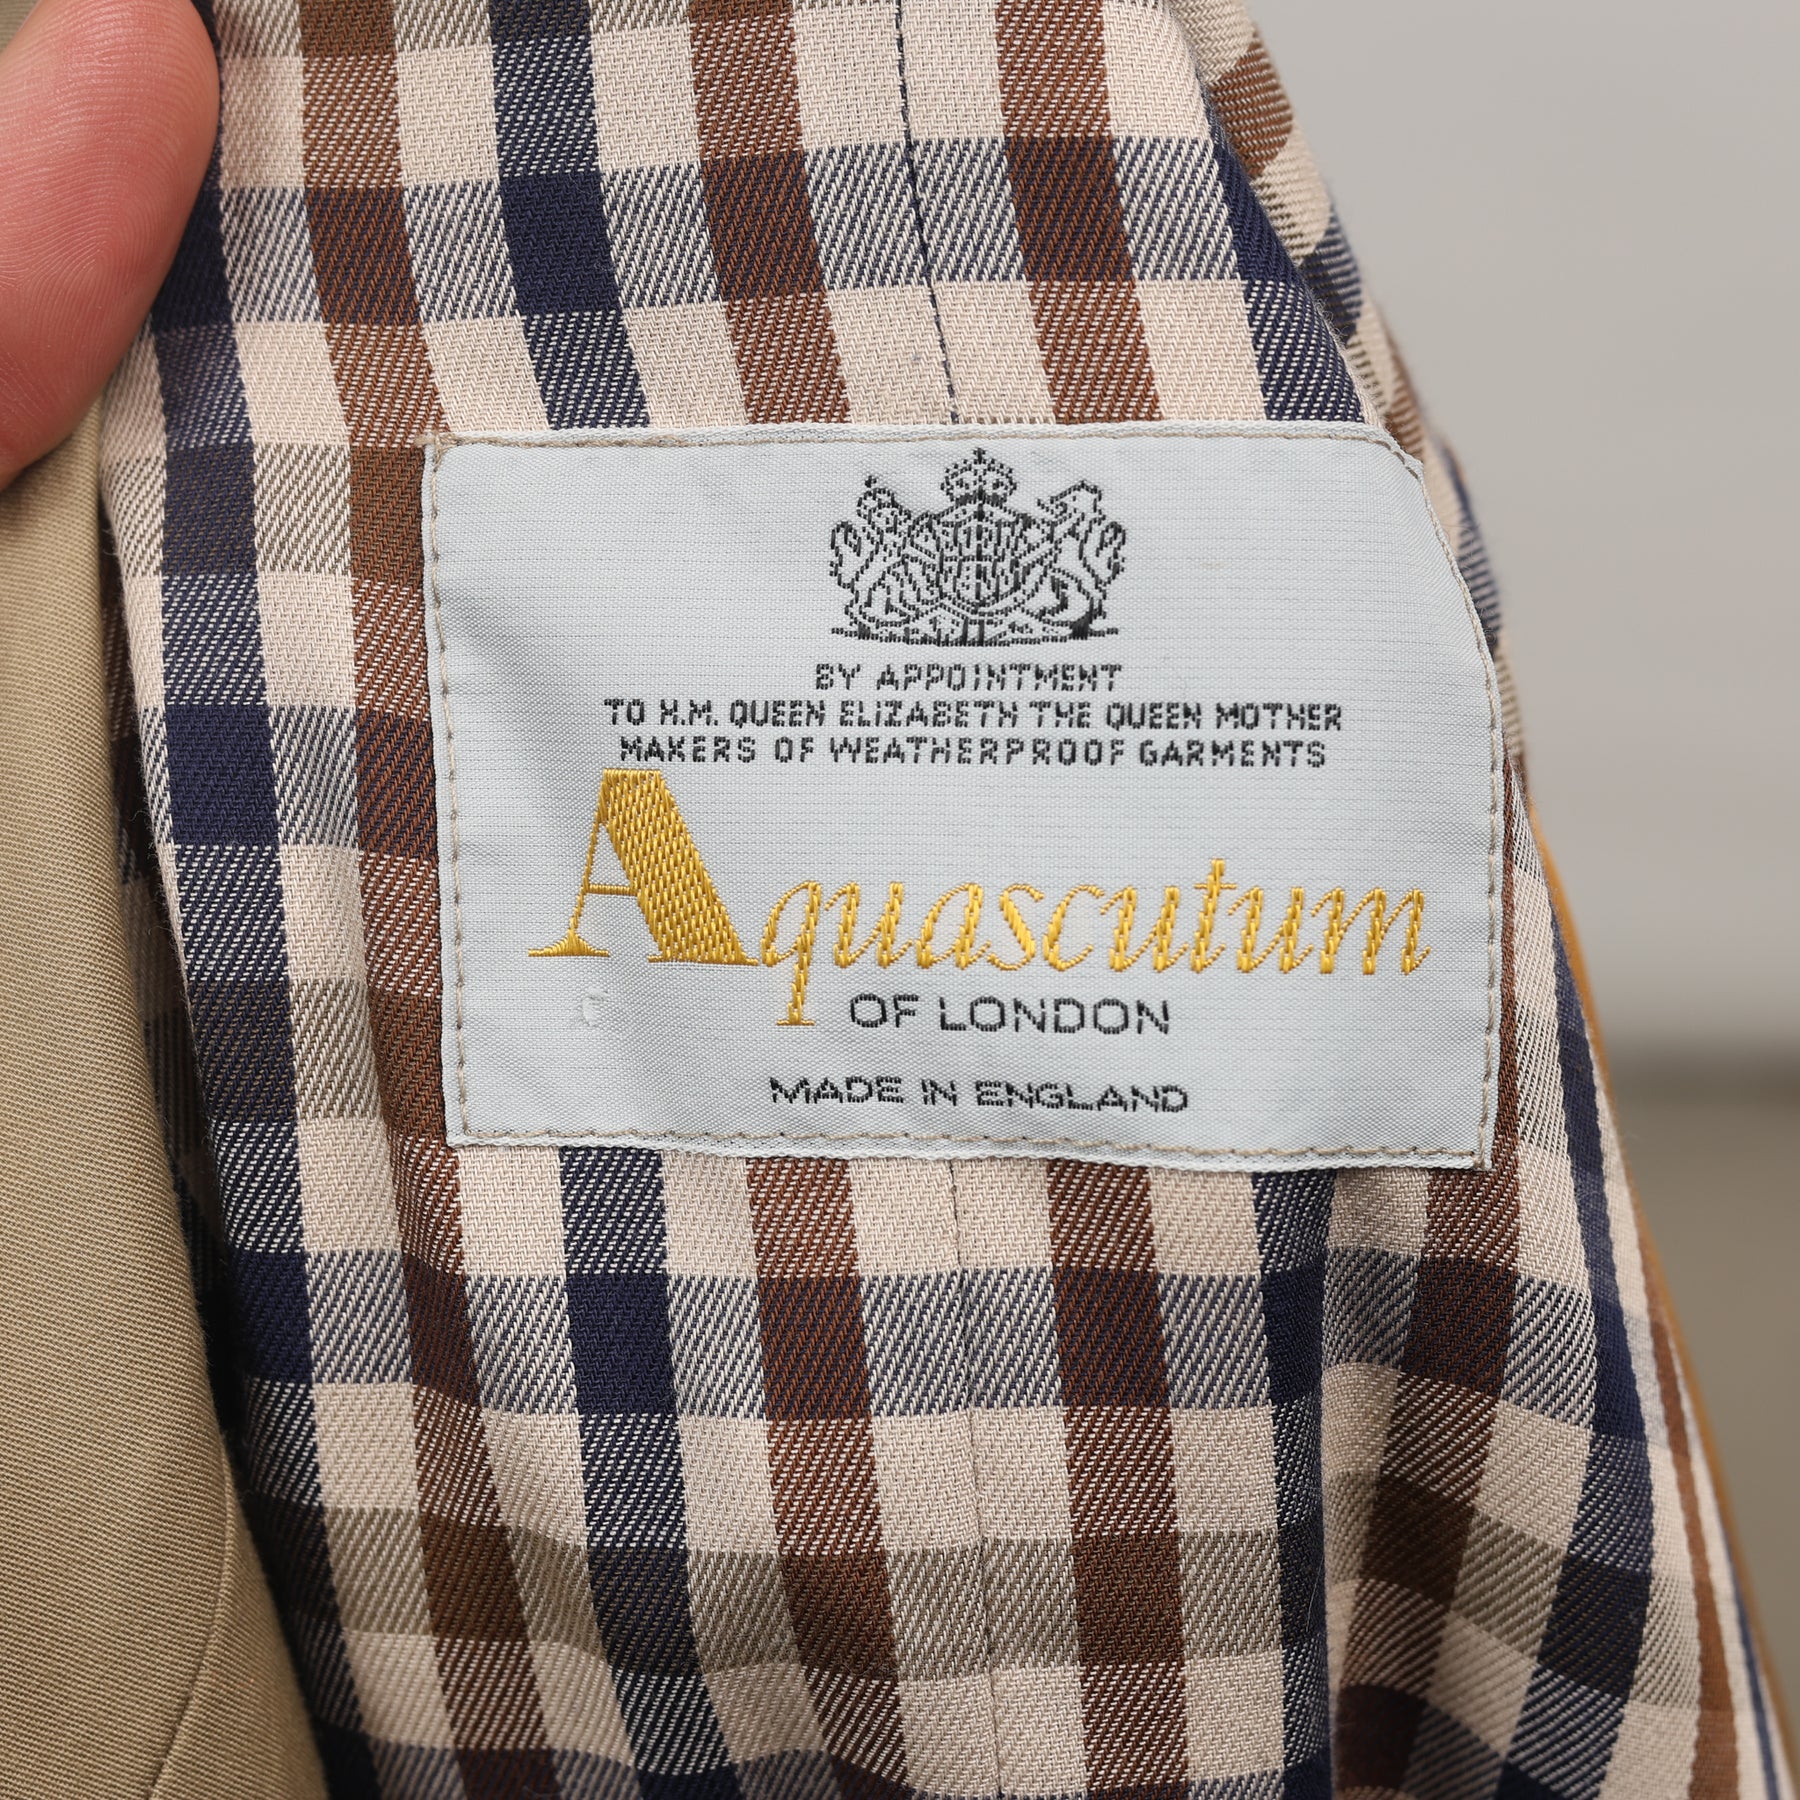 BY APPOINTMENT
TO H.M. QUEEN ELIZABETH THE QUEEN MOTHER
MAKERS OF WEATHERPROOF GARMENTS
Aquascutum
OF LONDON
MADE IN ENGLAND